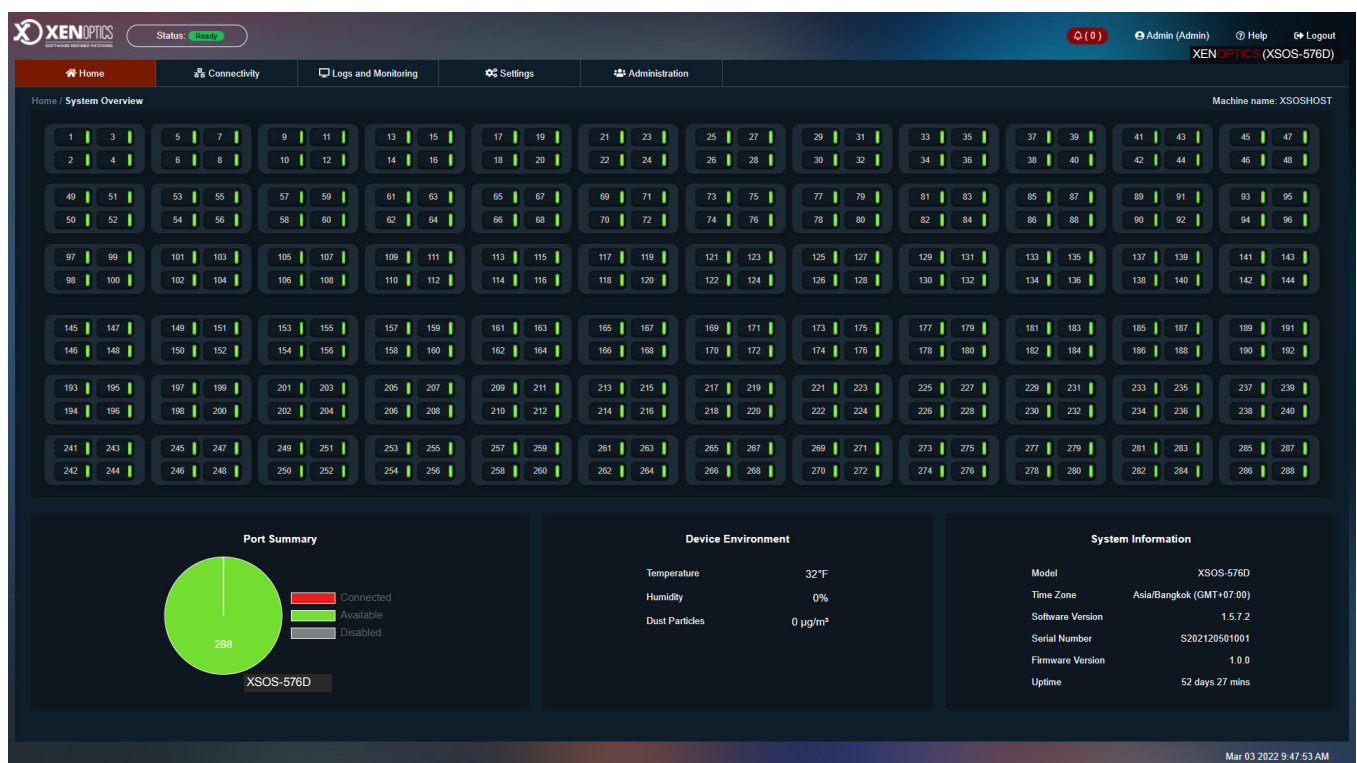 XENOPTICS
SOFTWARE DEFINED PATCHING
Status: Ready
( 0 ) Admin (Admin) Help Logout
XENOPTICS (XSOS-576D)
Home Connectivity Logs and Monitoring Settings Administration
Home / System Overview Machine name: XSOSHOST
1 3 5 7 9 11 13 15 17 19 21 23 25 27 29 31 33 35 37 39 41 43 45 47
2 4 6 8 10 12 14 16 18 20 22 24 26 28 30 32 34 36 38 40 42 44 46 48
49 51 53 55 57 59 61 63 65 67 69 71 73 75 77 79 81 83 85 87 89 91 93 95
50 52 54 56 58 60 62 64 66 68 70 72 74 76 78 80 82 84 86 88 90 92 94 96
97 99 101 103 105 107 109 111 113 115 117 119 121 123 125 127 129 131 133 135 137 139 141 143
98 100 102 104 106 108 110 112 114 116 118 120 122 124 126 128 130 132 134 136 138 140 142 144
145 147 149 151 153 155 157 159 161 163 165 167 169 171 173 175 177 179 181 183 185 187 189 191
146 148 150 152 154 156 158 160 162 164 166 168 170 172 174 176 178 180 182 184 186 188 190 192
193 195 197 199 201 203 205 207 209 211 213 215 217 219 221 223 225 227 229 231 233 235 237 239
194 196 198 200 202 204 206 208 210 212 214 216 218 220 222 224 226 228 230 232 234 236 238 240
241 243 245 247 249 251 253 255 257 259 261 263 265 267 269 271 273 275 277 279 281 283 285 287
242 244 246 248 250 252 254 256 258 260 262 264 266 268 270 272 274 276 278 280 282 284 286 288
Port Summary
Connected
Available
Disabled
288
XSOS-576D
Device Environment
Temperature 32°F
Humidity 0%
Dust Particles 0 µg/m³
System Information
Model XSOS-576D
Time Zone Asia/Bangkok (GMT+07:00)
Software Version 1.5.7.2
Serial Number S202120501001
Firmware Version 1.0.0
Uptime 52 days 27 mins
Mar 03 2022 9:47:53 AM